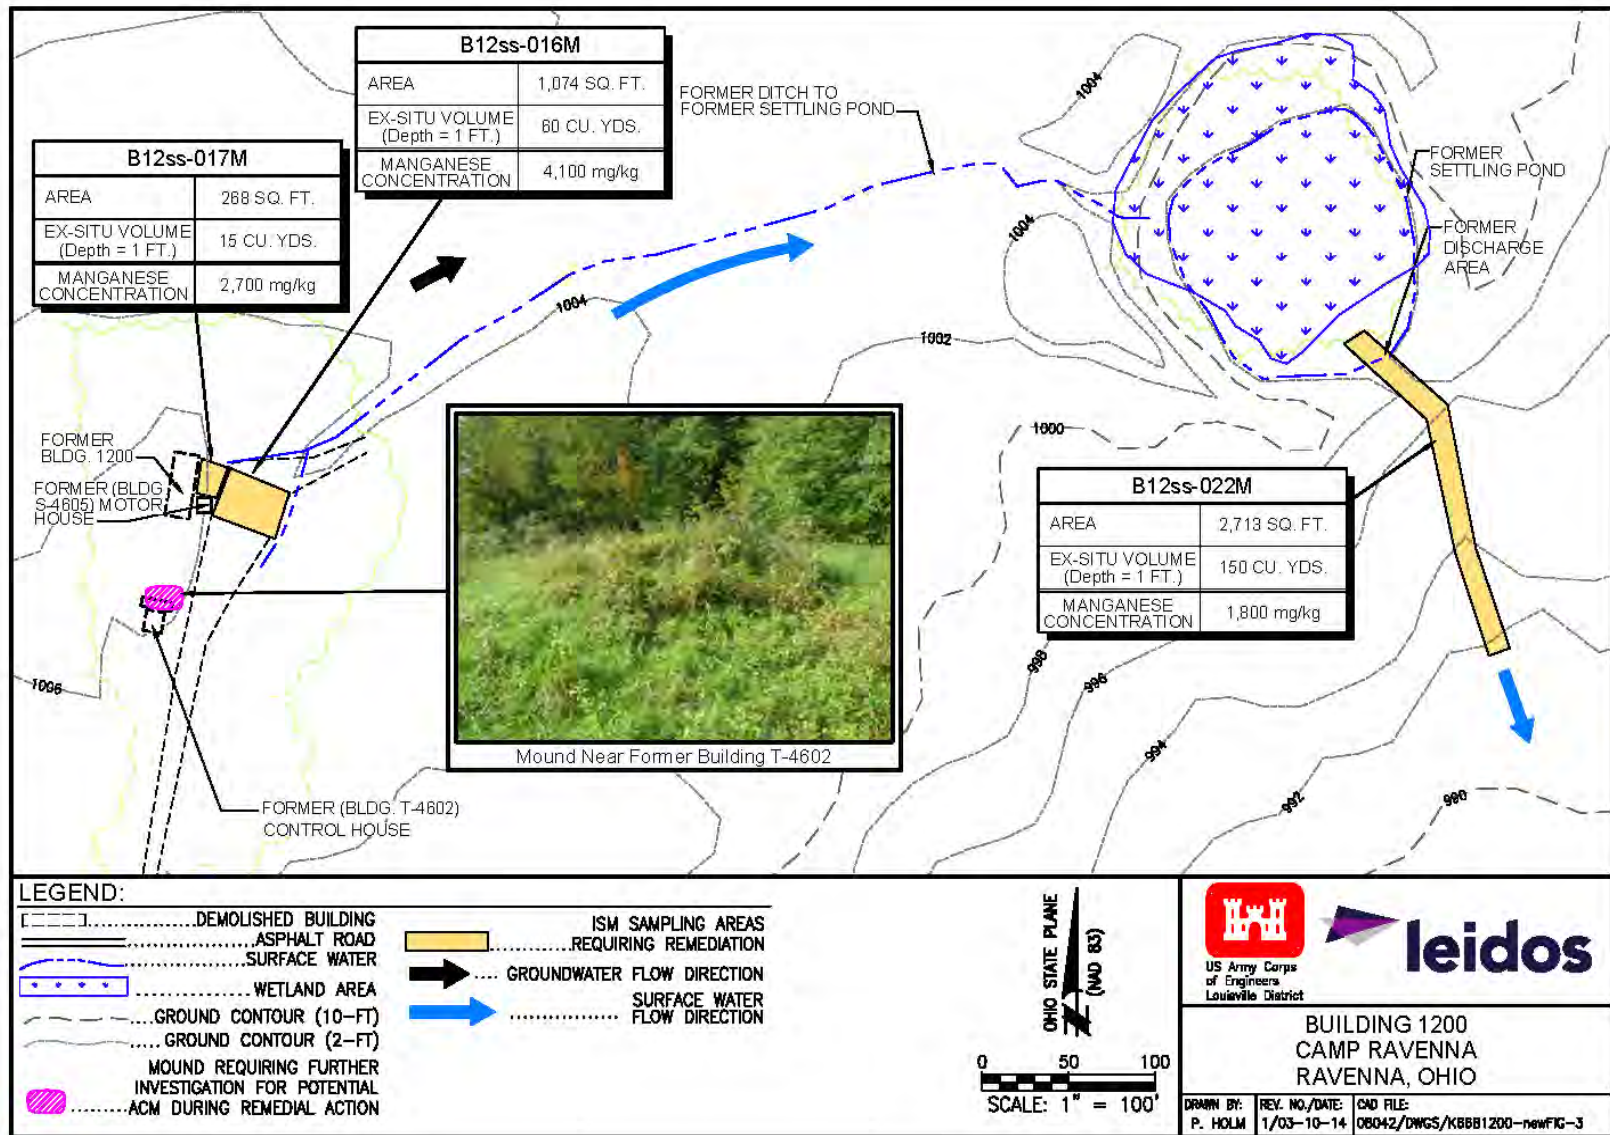 B12ss-016M
AREA 1,074 SQ. FT.
EX-SITU VOLUME
(Depth = 1 FT.) 60 CU. YDS.
MANGANESE
CONCENTRATION 4,100 mg/kg
B12ss-017M
AREA 268 SQ. FT.
EX-SITU VOLUME
(Depth = 1 FT.) 15 CU. YDS.
MANGANESE
CONCENTRATION 2,700 mg/kg
FORMER DITCH TO
FORMER SETTLING POND
1004
1004
FORMER
SETTLING POND
FORMER
DISCHARGE
AREA
1004
1002
1000
FORMER
BLDG. 1200
FORMER (BLDG
S-4605) MOTOR
HOUSE
B12ss-022M
AREA 2,713 SQ. FT.
EX-SITU VOLUME
(Depth = 1 FT.) 150 CU. YDS.
MANGANESE
CONCENTRATION 1,800 mg/kg
1006
998
996
994
992
990
Mound Near Former Building T-4602
FORMER (BLDG. T-4602)
CONTROL HOUSE
LEGEND:
DEMOLISHED BUILDING
ASPHALT ROAD
SURFACE WATER
WETLAND AREA
GROUND CONTOUR (10-FT)
GROUND CONTOUR (2-FT)
MOUND REQUIRING FURTHER
INVESTIGATION FOR POTENTIAL
ACM DURING REMEDIAL ACTION
ISM SAMPLING AREAS
REQUIRING REMEDIATION
GROUNDWATER FLOW DIRECTION
SURFACE WATER
FLOW DIRECTION
OHIO STATE PLANE
(NAD 83)
0 50 100
SCALE: 1" = 100'
US Army Corps
of Engineers
Louisville District
leidos
BUILDING 1200
CAMP RAVENNA
RAVENNA, OHIO
DRAWN BY: REV. NO./DATE: CAD FILE:
P. HOLM 1/03-10-14 08042/DWGS/K86B1200-newFIG-3